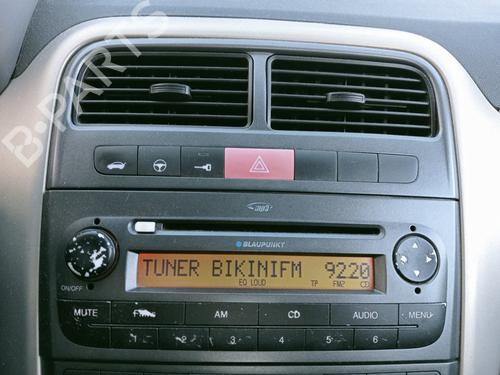 B-PARTS
BLAUPUNKT
TUNER BIKINIFM 9220
EQ LOUD TP FM2 CD
ON/OFF
MUTE AM CD AUDIO MENU
1 2 3 4 5 6